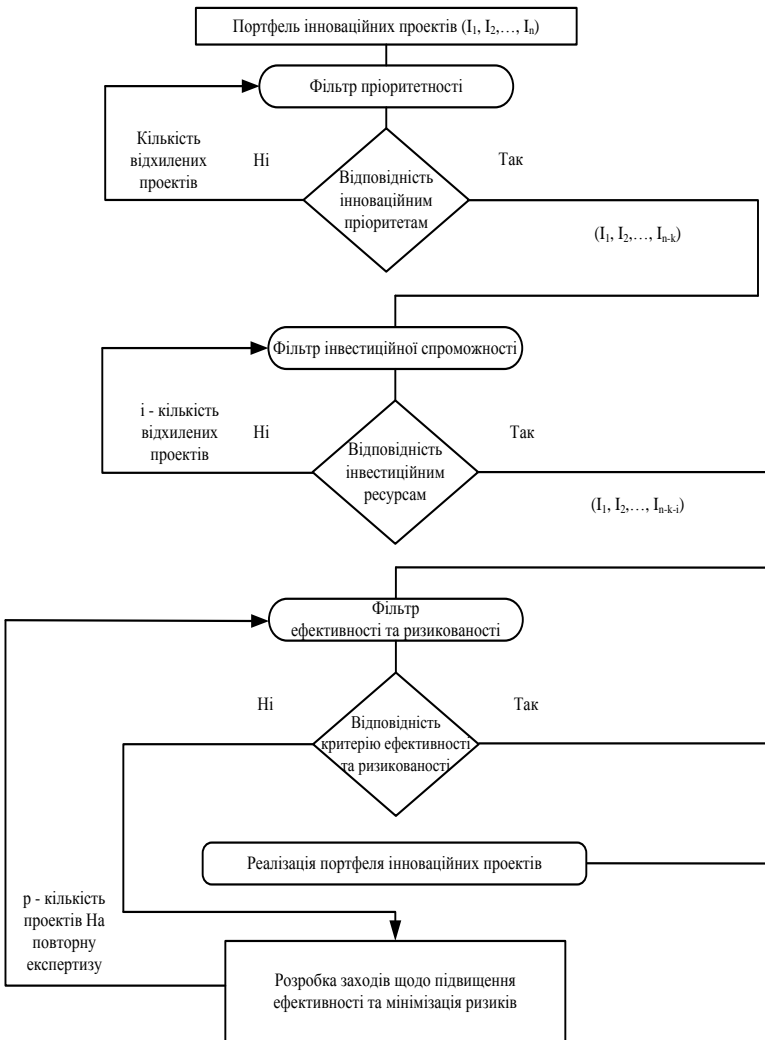 Портфель інноваційних проектів (I₁, I₂,…, Iₙ)
Фільтр пріоритетності
Кількість
відхилених
проектів
Ні
Так
Відповідність
інноваційним
пріоритетам
(I₁, I₂,…, Iₙ₋ₖ)
Фільтр інвестиційної спроможності
i - кількість
відхилених
проектів
Ні
Так
Відповідність
інвестиційним
ресурсам
(I₁, I₂,…, Iₙ₋ₖ₋ᵢ)
Фільтр
ефективності та ризикованості
Ні
Так
Відповідність
критерію ефективності
та ризикованості
Реалізація портфеля інноваційних проектів
р - кількість
проектів На
повторну
експертизу
Розробка заходів щодо підвищення
ефективності та мінімізація ризиків